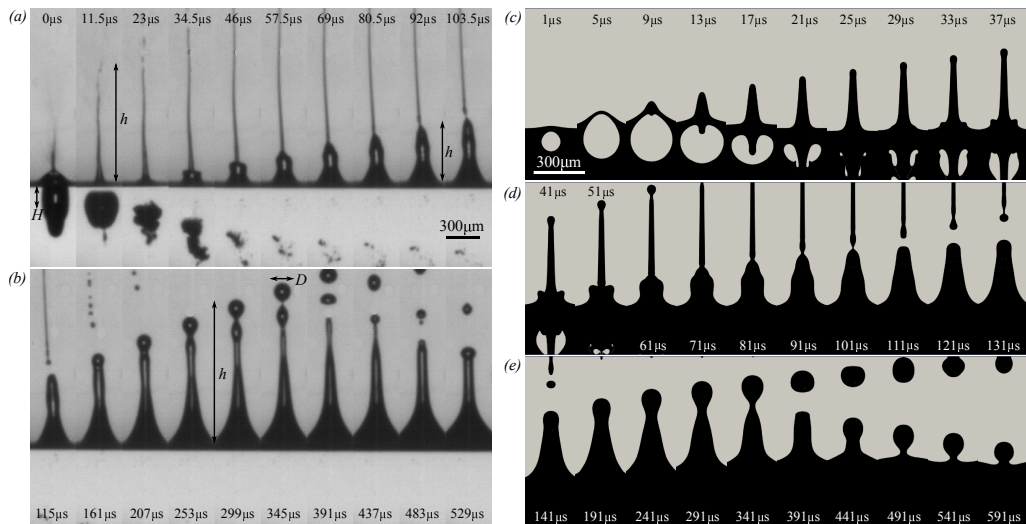 (a) 0µs 11.5µs 23µs 34.5µs 46µs 57.5µs 69µs 80.5µs 92µs 103.5µs
h
h
H
300µm
(b)
D
h
115µs 161µs 207µs 253µs 299µs 345µs 391µs 437µs 483µs 529µs
(c) 1µs 5µs 9µs 13µs 17µs 21µs 25µs 29µs 33µs 37µs
300µm
(d) 41µs 51µs
61µs 71µs 81µs 91µs 101µs 111µs 121µs 131µs
(e)
141µs 191µs 241µs 291µs 341µs 391µs 441µs 491µs 541µs 591µs